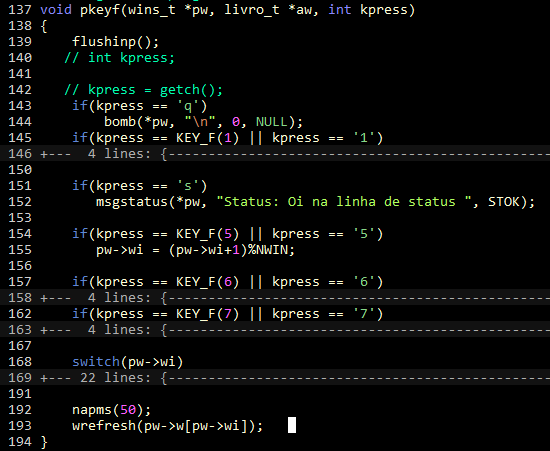 137 void pkeyf(wins_t *pw, livro_t *aw, int kpress)
138 {
139     flushinp();
140    // int kpress;
141
142    // kpress = getch();
143     if(kpress == 'q')
144         bomb(*pw, "\n", 0, NULL);
145     if(kpress == KEY_F(1) || kpress == '1')
146 +---  4 lines: {--------------------------------------------------
150
151     if(kpress == 's')
152        msgstatus(*pw, "Status: Oi na linha de status ", STOK);
153
154     if(kpress == KEY_F(5) || kpress == '5')
155        pw->wi = (pw->wi+1)%NWIN;
156
157     if(kpress == KEY_F(6) || kpress == '6')
158 +---  4 lines: {--------------------------------------------------
162     if(kpress == KEY_F(7) || kpress == '7')
163 +---  4 lines: {--------------------------------------------------
167
168     switch(pw->wi)
169 +--- 22 lines: {--------------------------------------------------
191
192     napms(50);
193     wrefresh(pw->w[pw->wi]);
194 }